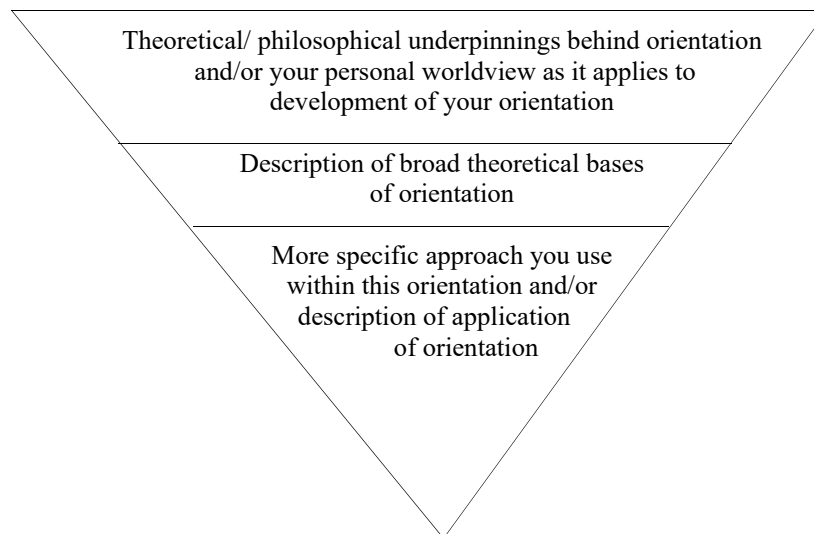 Theoretical/ philosophical underpinnings behind orientation
and/or your personal worldview as it applies to
development of your orientation
Description of broad theoretical bases
of orientation
More specific approach you use
within this orientation and/or
description of application
of orientation